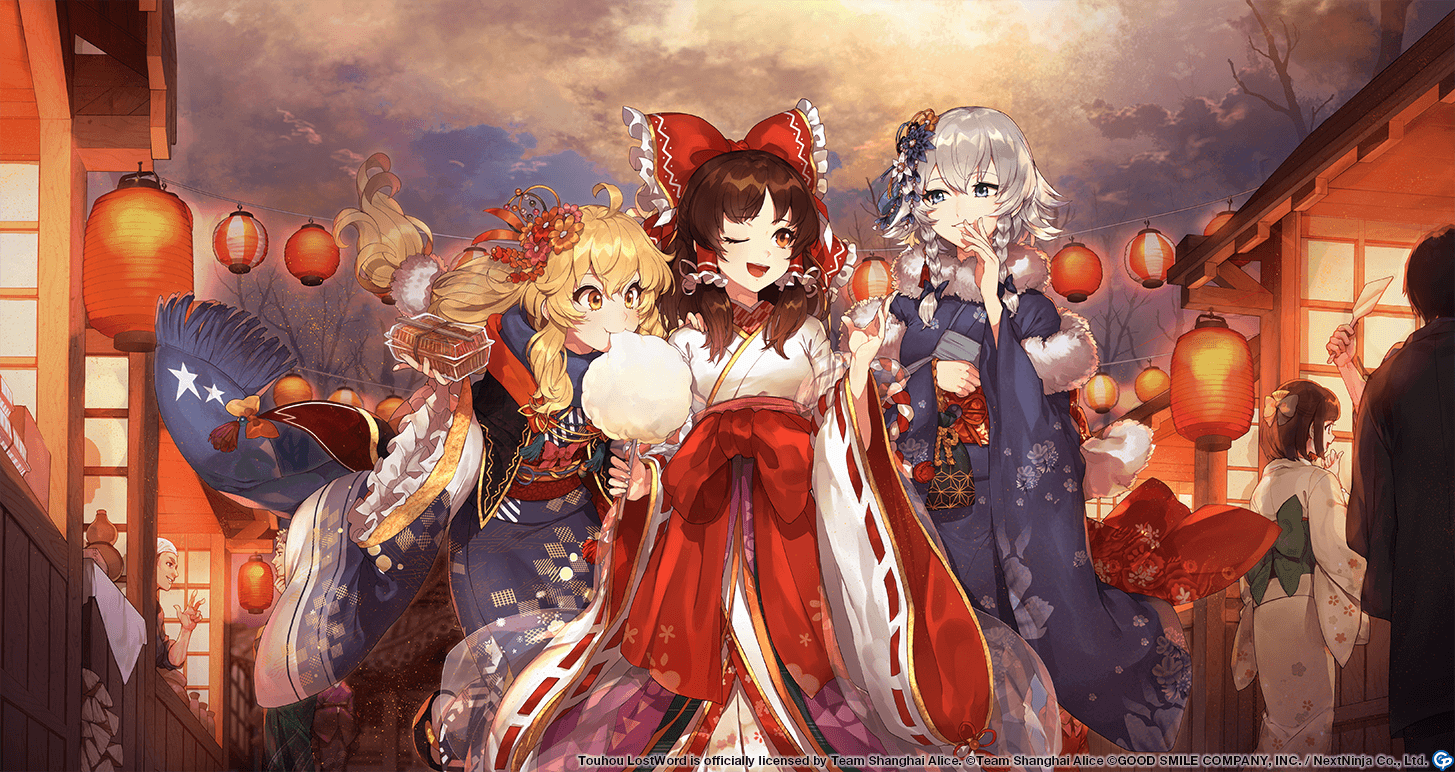 Touhou LostWord is officially licensed by Team Shanghai Alice. ©Team Shanghai Alice ©GOOD SMILE COMPANY, INC. / NextNinja Co., Ltd.